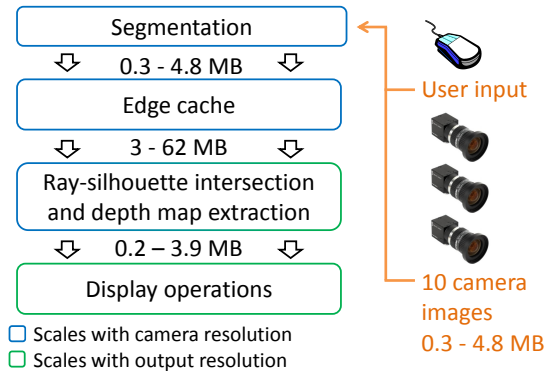 Segmentation
0.3 - 4.8 MB
Edge cache
3 - 62 MB
Ray-silhouette intersection
and depth map extraction
0.2 – 3.9 MB
Display operations
Scales with camera resolution
Scales with output resolution
User input
10 camera
images
0.3 - 4.8 MB